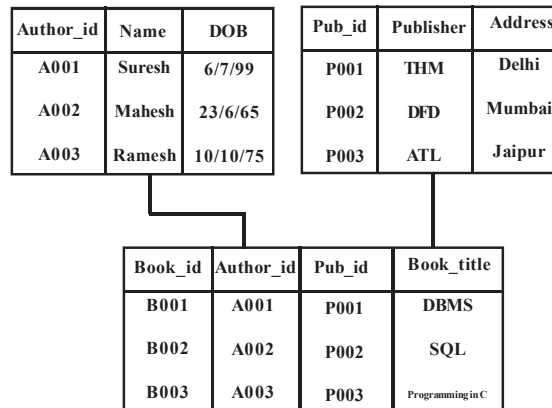 Author_id Name DOB
A001 Suresh 6/7/99
A002 Mahesh 23/6/65
A003 Ramesh 10/10/75
Pub_id Publisher Address
P001 THM Delhi
P002 DFD Mumbai
P003 ATL Jaipur
Book_id Author_id Pub_id Book_title
B001 A001 P001 DBMS
B002 A002 P002 SQL
B003 A003 P003 Programming in C